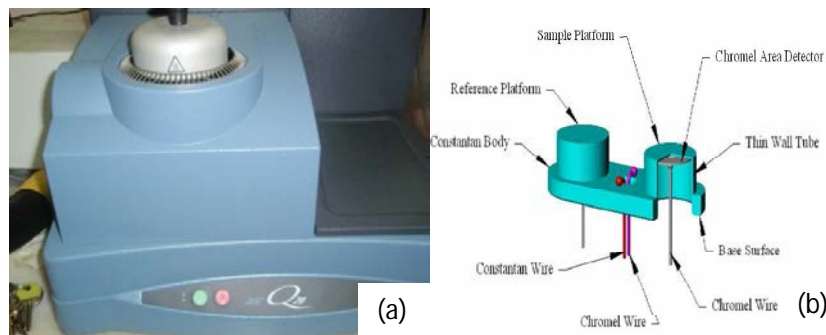 Sample Platform
Chromel Area Detector
Reference Platform
Constantan Body
Thin Wall Tube
Base Surface
Constantan Wire
Chromel Wire
Chromel Wire
(a)
(b)